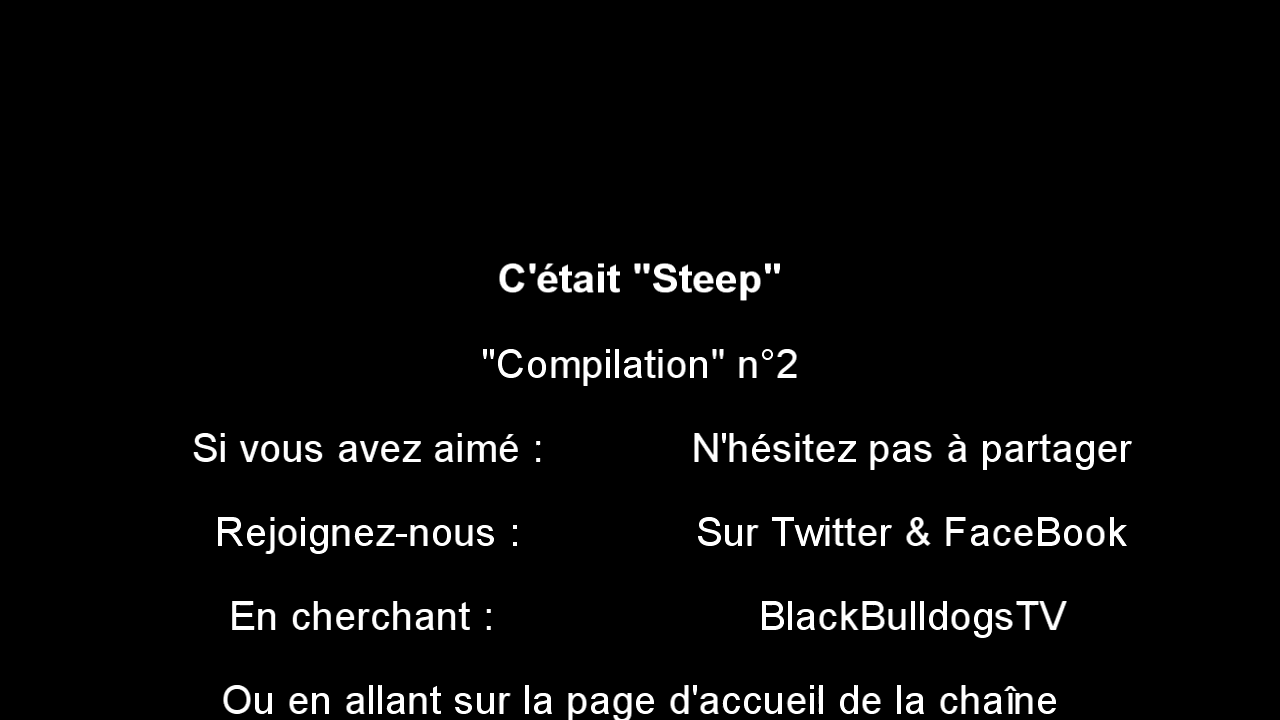 C'était "Steep"
"Compilation" n°2
Si vous avez aimé : N'hésitez pas à partager
Rejoignez-nous : Sur Twitter & FaceBook
En cherchant : BlackBulldogsTV
Ou en allant sur la page d'accueil de la chaîne